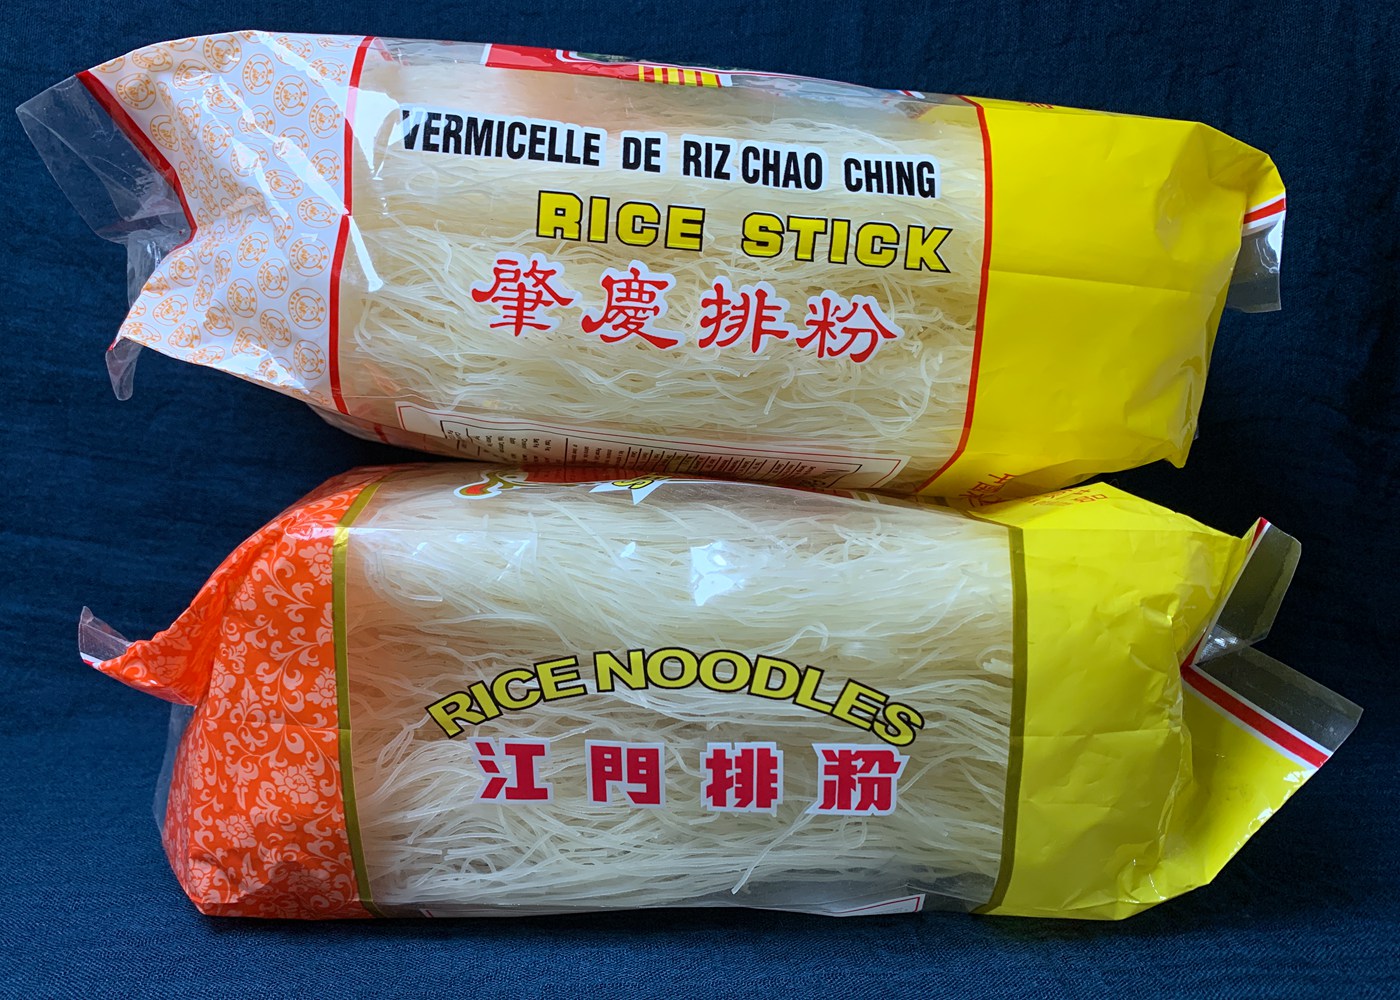 VERMICELLE DE RIZ CHAO CHING
RICE STICK
肇慶排粉
RICE NOODLES
江門排粉